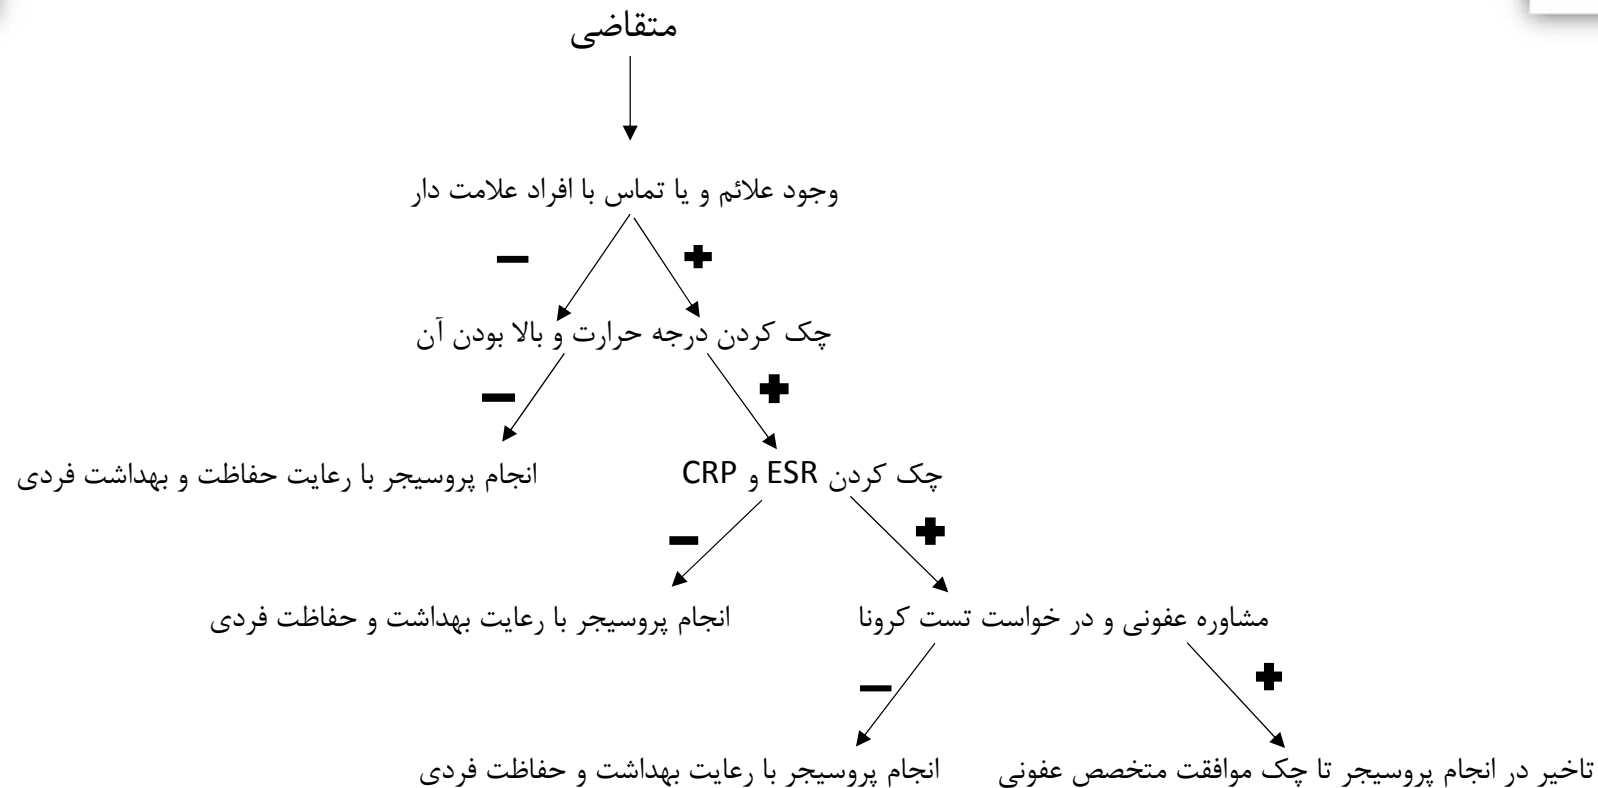 متقاضی
وجود علائم و یا تماس با افراد علامت دار
چک کردن درجه حرارت و بالا بودن آن
چک کردن ESR و CRP
انجام پروسیجر با رعایت حفاظت و بهداشت فردی
مشاوره عفونی و در خواست تست کرونا
انجام پروسیجر با رعایت بهداشت و حفاظت فردی
تاخیر در انجام پروسیجر تا چک موافقت متخصص عفونی
انجام پروسیجر با رعایت بهداشت و حفاظت فردی